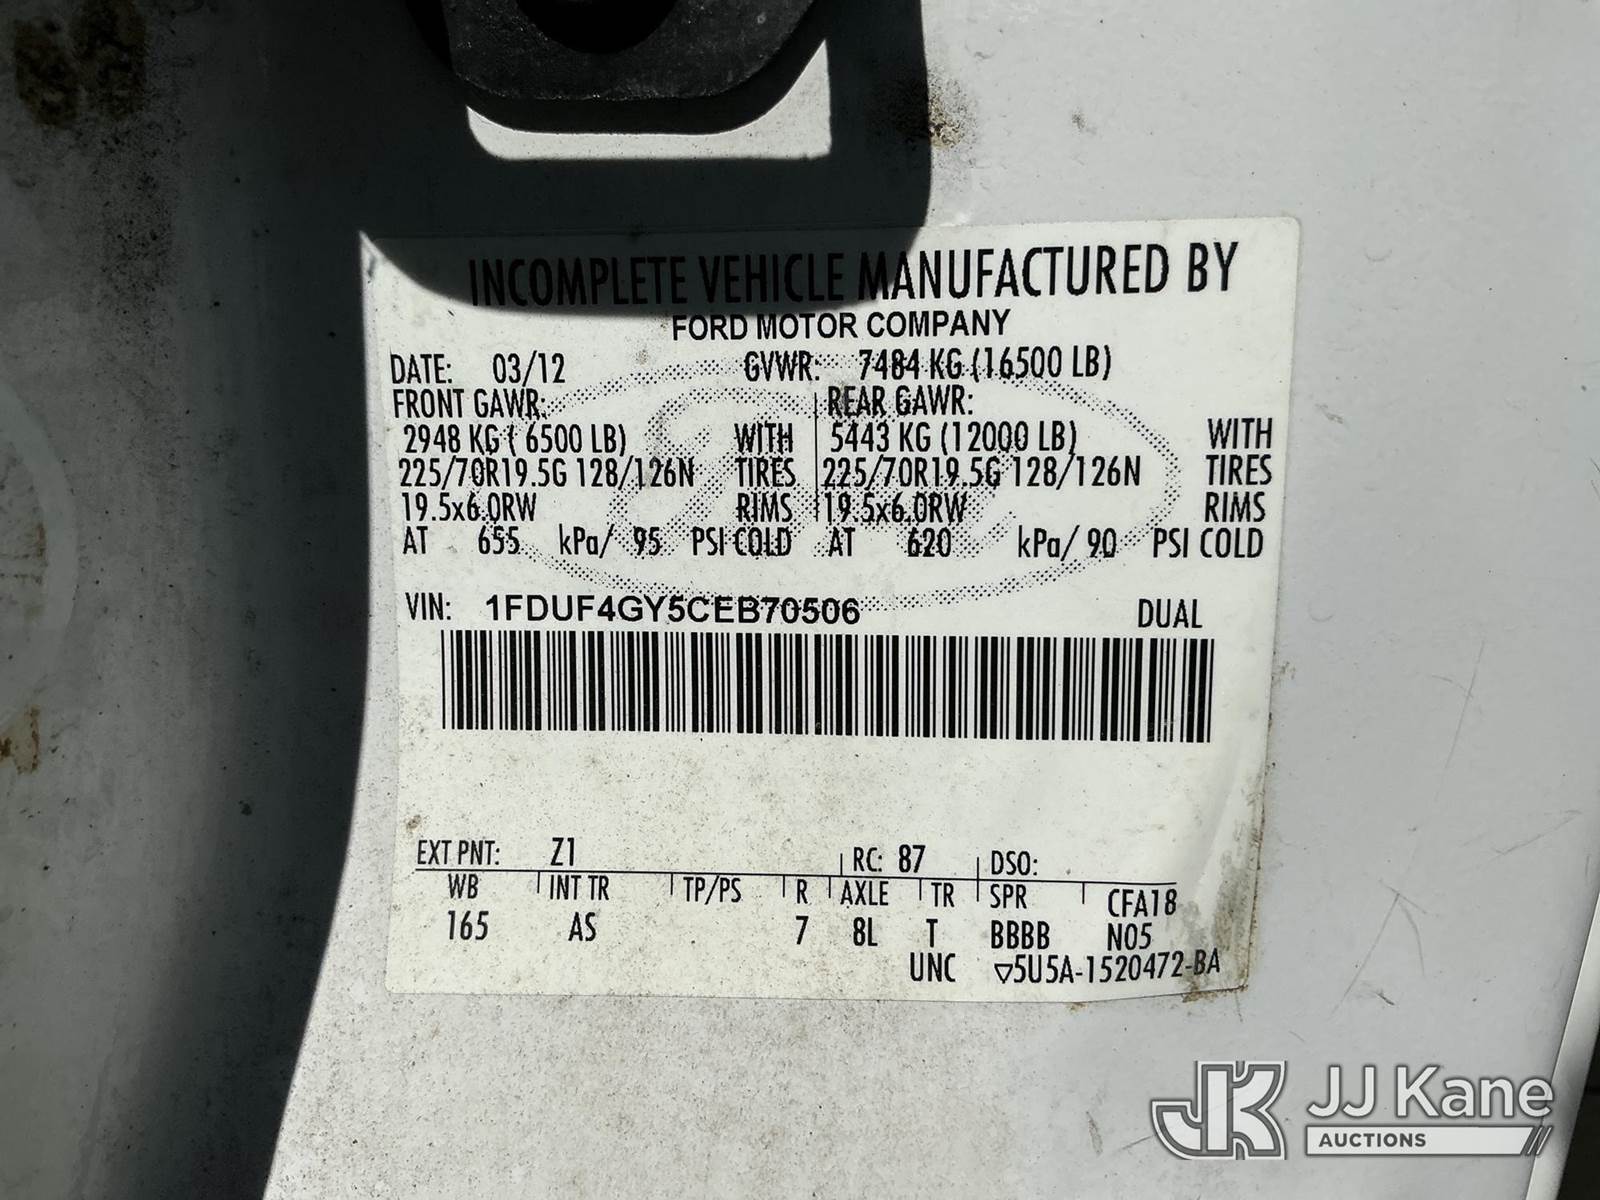 INCOMPLETE VEHICLE MANUFACTURED BY
FORD MOTOR COMPANY
DATE: 03/12 GVWR: 7484 KG (16500 LB)
FRONT GAWR: REAR GAWR:
2948 KG ( 6500 LB) WITH 5443 KG (12000 LB) WITH
225/70R19.5G 128/126N TIRES 225/70R19.5G 128/126N TIRES
19.5x6.0RW RIMS 19.5x6.0RW RIMS
AT 655 kPa/ 95 PSI COLD AT 620 kPa/ 90 PSI COLD
VIN: 1FDUF4GY5CEB70506 DUAL
EXT PNT: Z1 RC: 87 DSO:
WB INT TR TP/PS R AXLE TR SPR CFA18
165 AS 7 8L T BBBB N05
UNC ▽5U5A-1520472-BA
JK JJ Kane
AUCTIONS